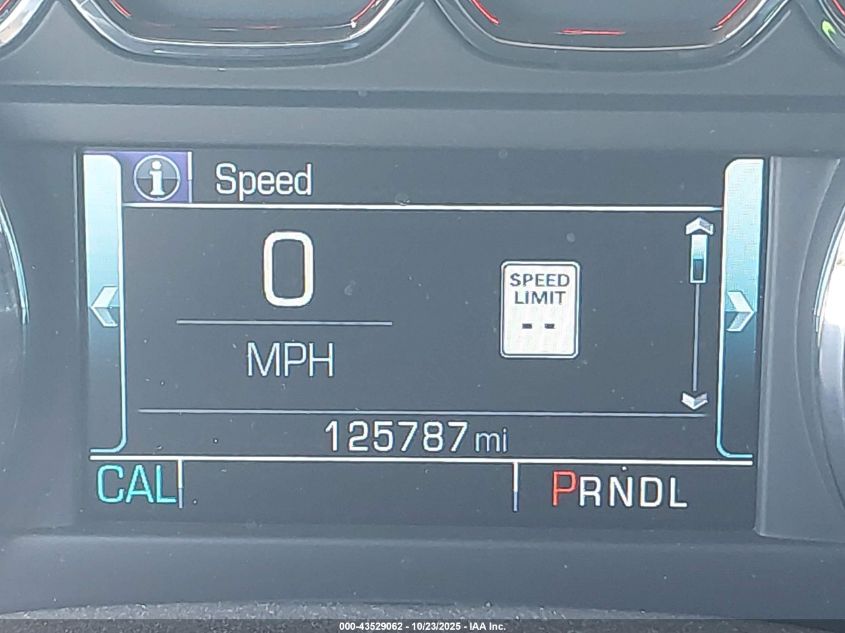 i Speed
0
MPH
SPEED
LIMIT
--
125787 mi
CAL
PRNDL
000-43529062 - 10/23/2025 - IAA Inc.